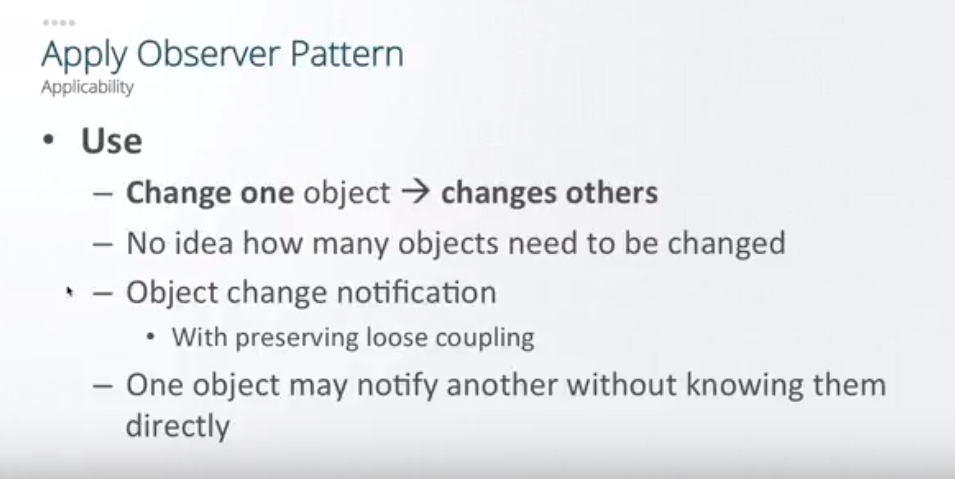 Apply Observer Pattern
Applicability
• Use
– Change one object → changes others
– No idea how many objects need to be changed
– Object change notification
• With preserving loose coupling
– One object may notify another without knowing them
directly